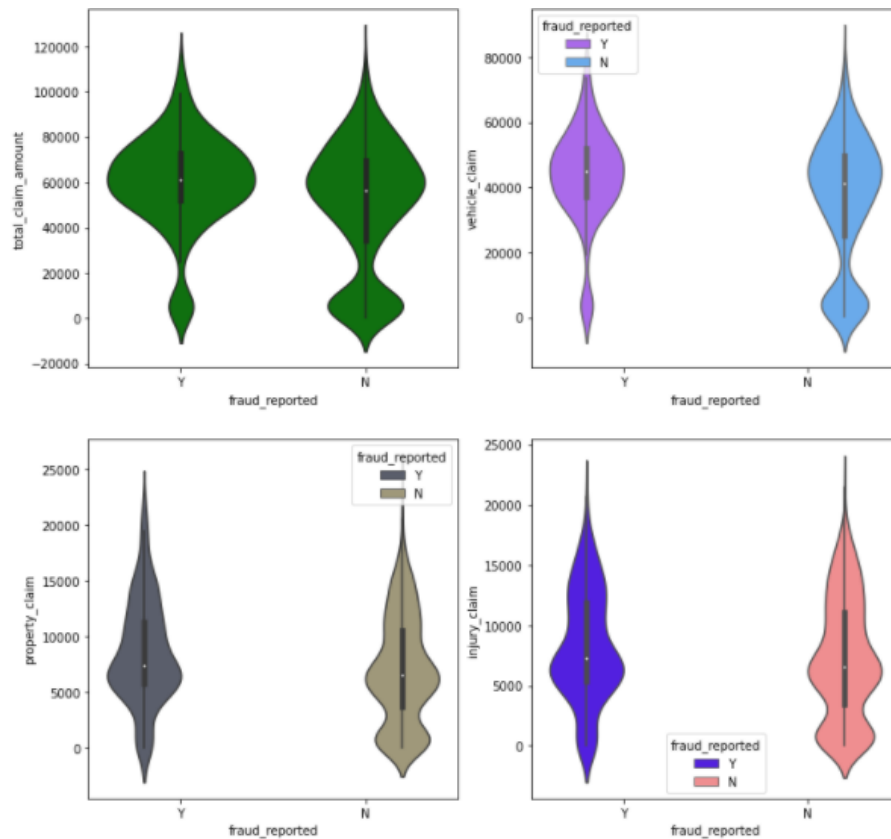 120000
100000
80000
60000
40000
20000
0
−20000
total_claim_amount
Y N
fraud_reported
fraud_reported
Y
N
80000
60000
40000
20000
0
vehicle_claim
Y N
fraud_reported
25000
20000
15000
10000
5000
0
property_claim
fraud_reported
Y
N
Y N
fraud_reported
25000
20000
15000
10000
5000
0
injury_claim
fraud_reported
Y
N
Y N
fraud_reported